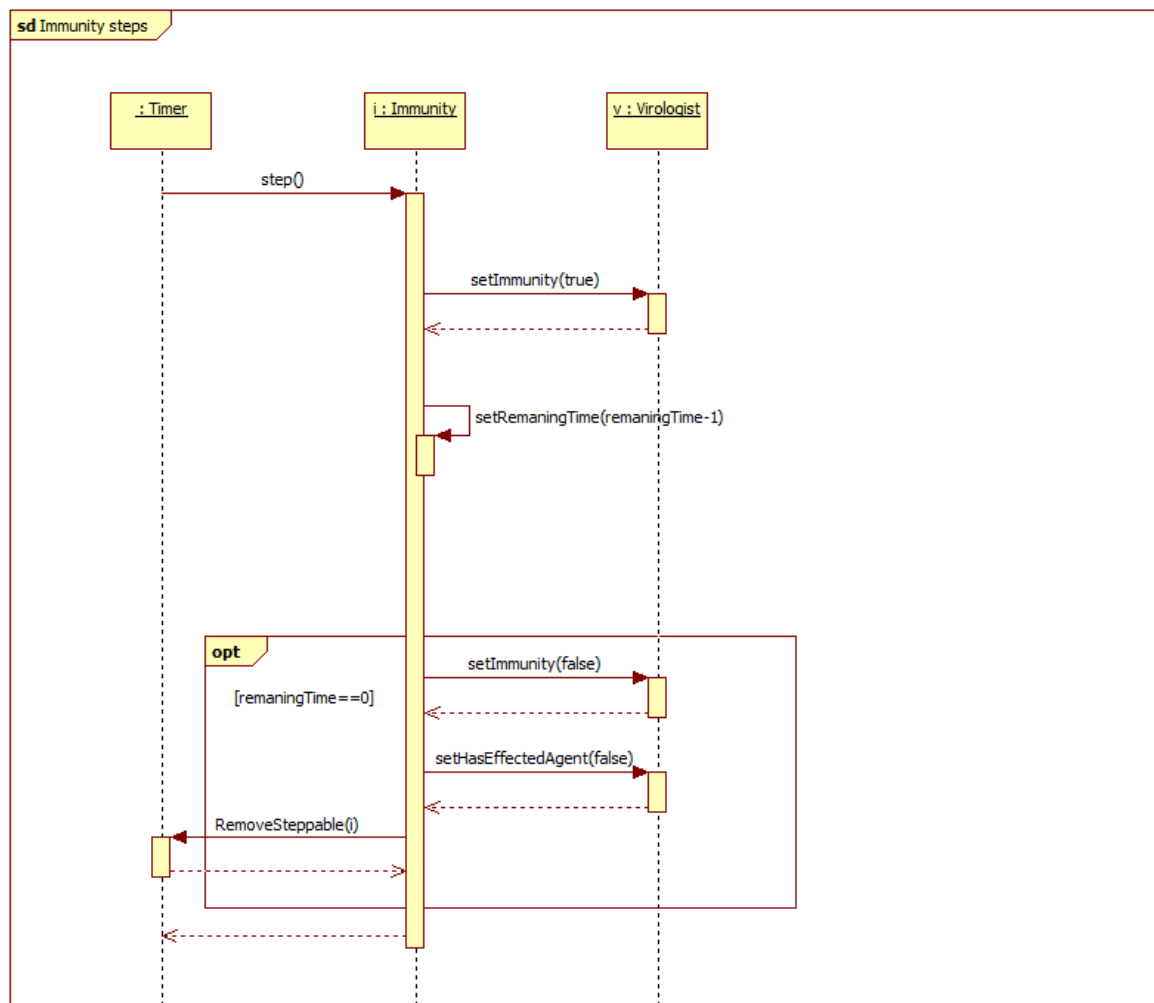 sd Immunity steps
: Timer
i : Immunity
v : Virologist
step()
setImmunity(true)
setRemaningTime(remaningTime-1)
opt
setImmunity(false)
[remaningTime==0]
setHasEffectedAgent(false)
RemoveSteppable(i)